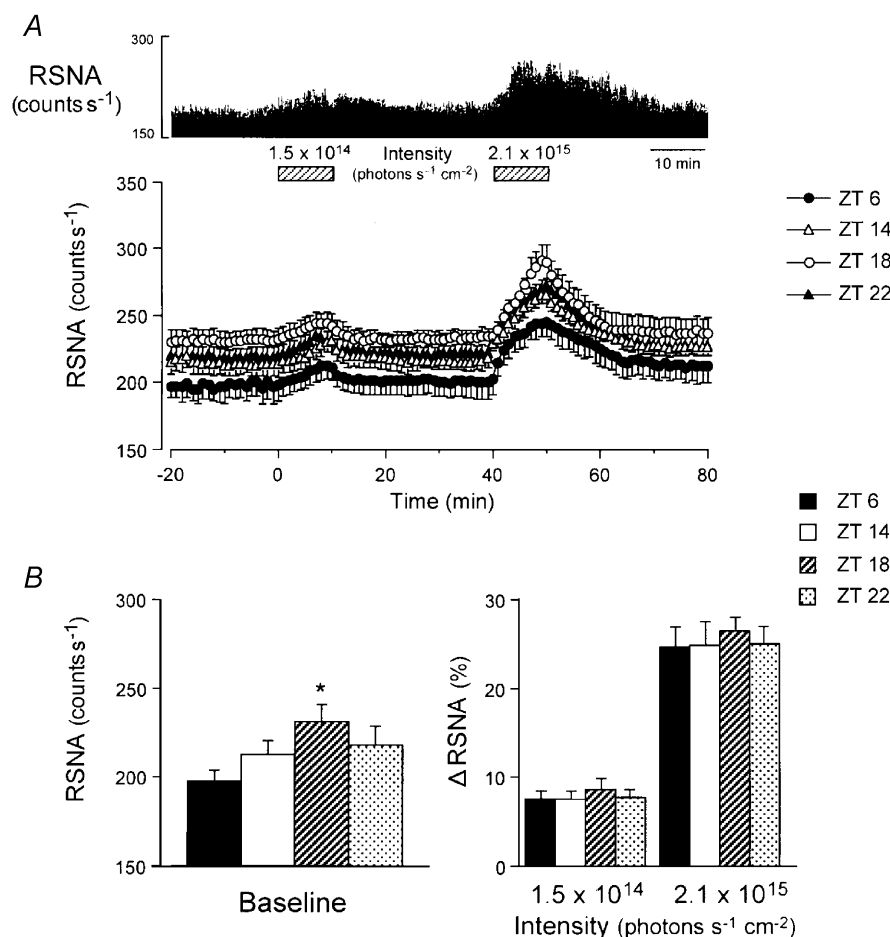 A
300
RSNA
(counts s⁻¹)
150
1.5 x 10¹⁴ Intensity 2.1 x 10¹⁵
(photons s⁻¹ cm⁻²)
10 min
350
300
250
200
150
RSNA (counts s⁻¹)
-20 0 20 40 60 80
Time (min)
ZT 6
ZT 14
ZT 18
ZT 22
ZT 6
ZT 14
ZT 18
ZT 22
B
300
250
200
150
RSNA (counts s⁻¹)
*
Baseline
30
20
10
0
Δ RSNA (%)
1.5 x 10¹⁴ 2.1 x 10¹⁵
Intensity (photons s⁻¹ cm⁻²)